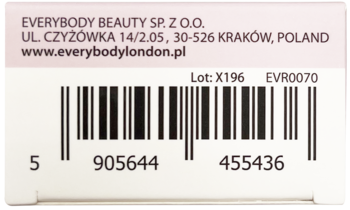 EVERYBODY BEAUTY SP. Z O.O.
UL. CZYŻÓWKA 14/2.05, 30-526 KRAKÓW, POLAND
www.everybodylondon.pl
Lot: X196 EVR0070
5 905644 455436